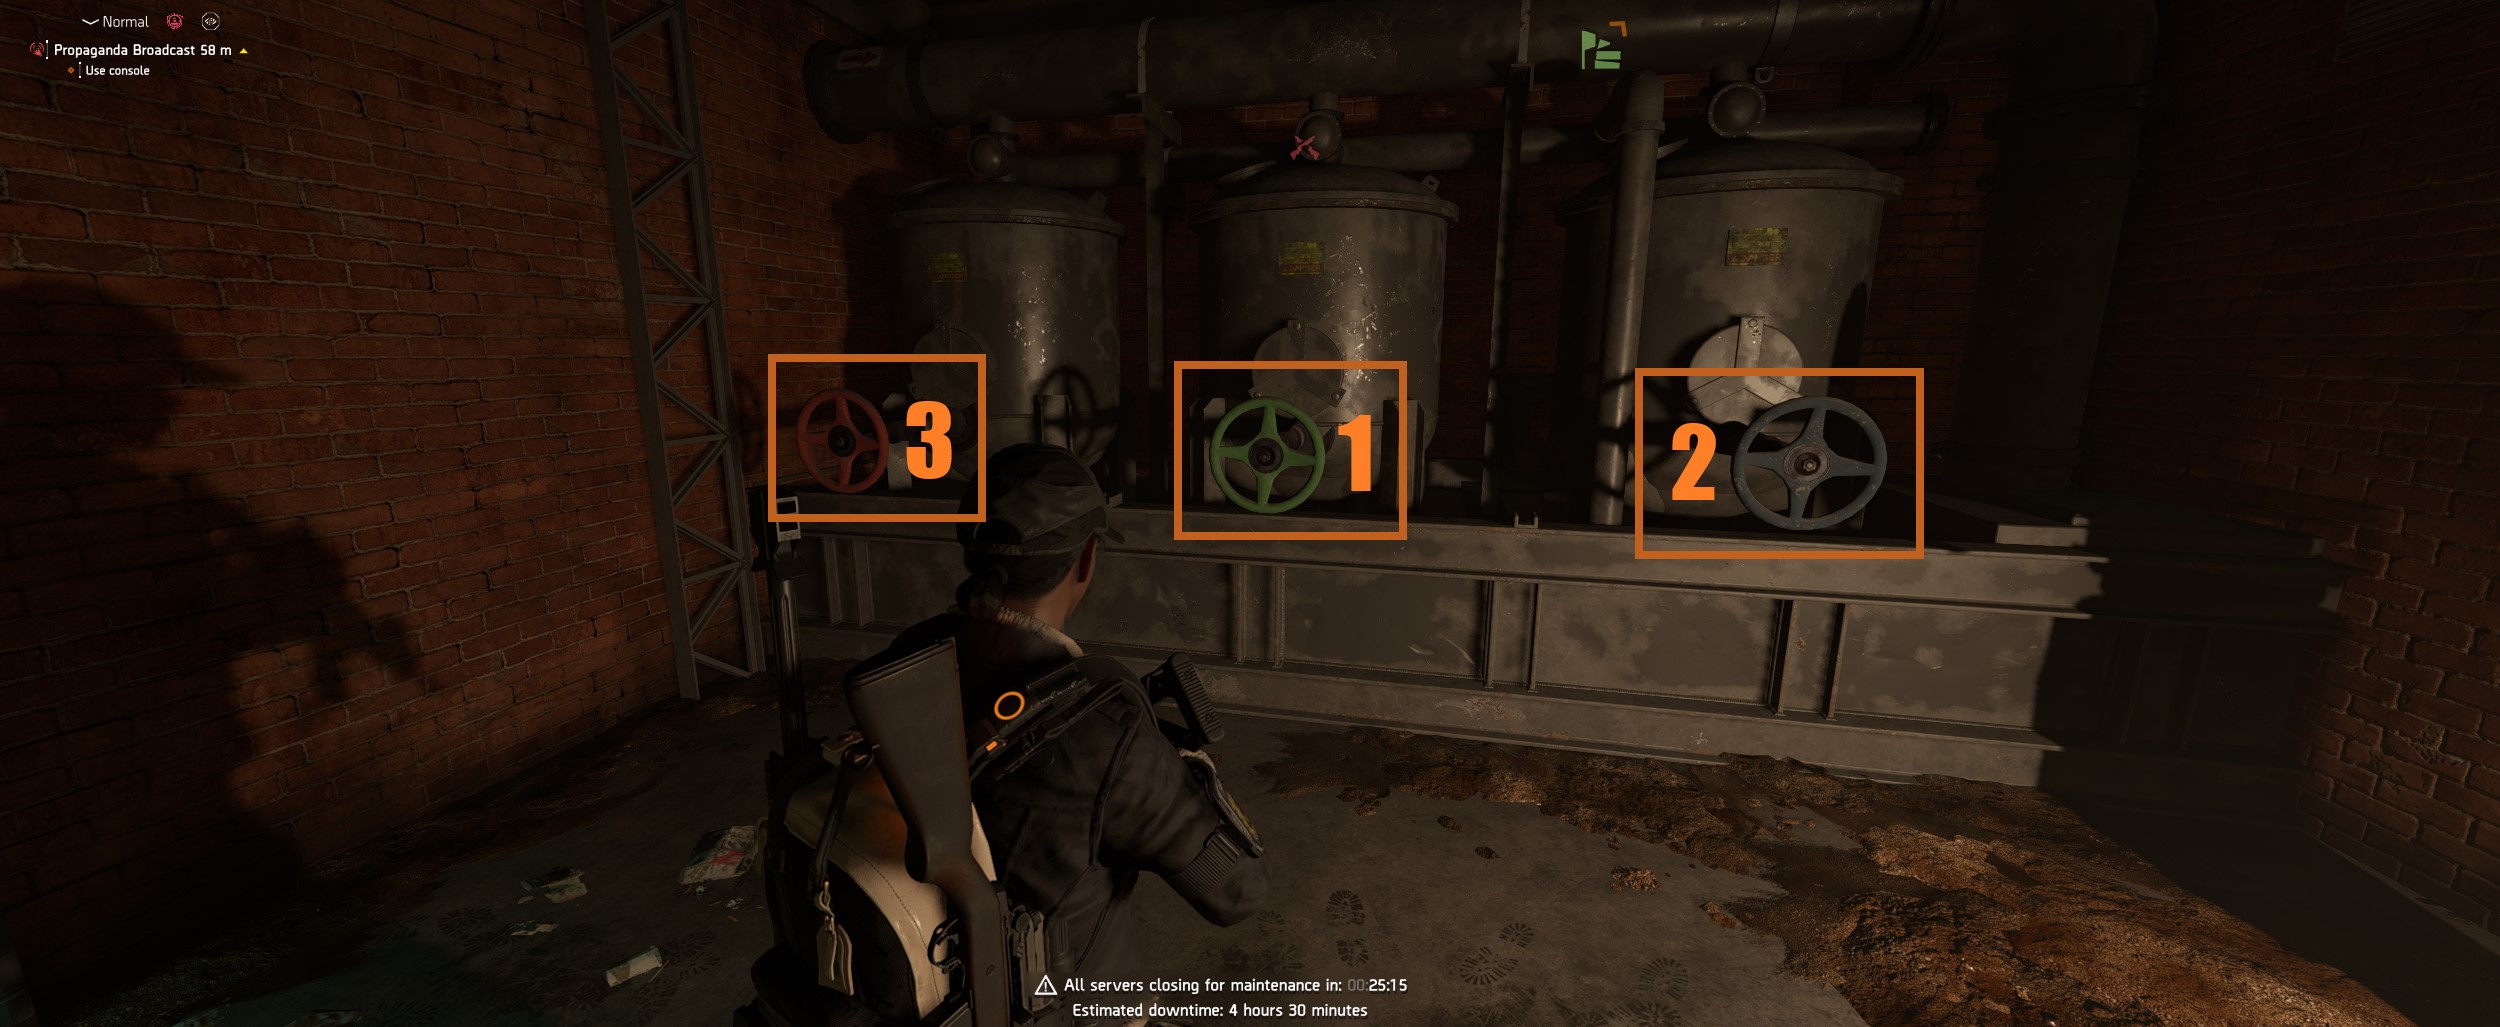 Normal
Propaganda Broadcast 58 m
Use console
3
1
2
All servers closing for maintenance in: 00:25:15
Estimated downtime: 4 hours 30 minutes